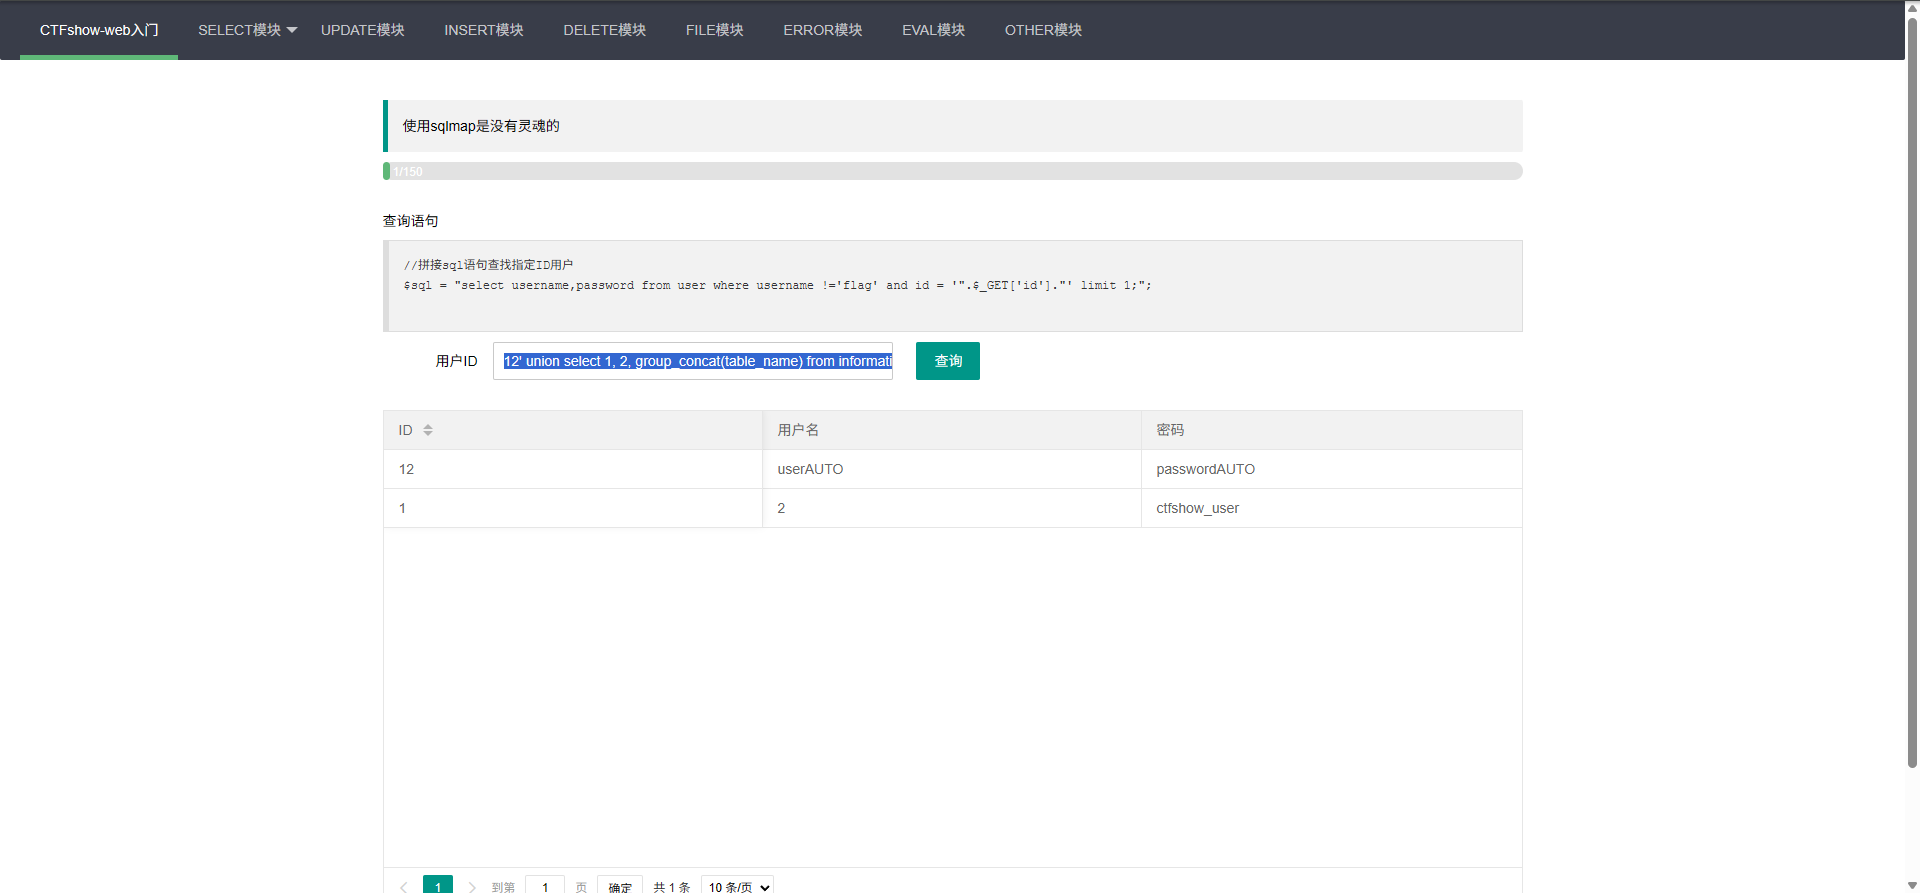 CTFshow-web入门 SELECT模块 UPDATE模块 INSERT模块 DELETE模块 FILE模块 ERROR模块 EVAL模块 OTHER模块
使用sqlmap是没有灵魂的
1/150
查询语句
//拼接sql语句查找指定ID用户
$sql = "select username,password from user where username !='flag' and id = '".$_GET['id']."' limit 1;";
用户ID 12' union select 1, 2, group_concat(table_name) from informati 查询
ID 用户名 密码
12 userAUTO passwordAUTO
1 2 ctfshow_user
1 到第 1 页 确定 共 1 条 10 条/页